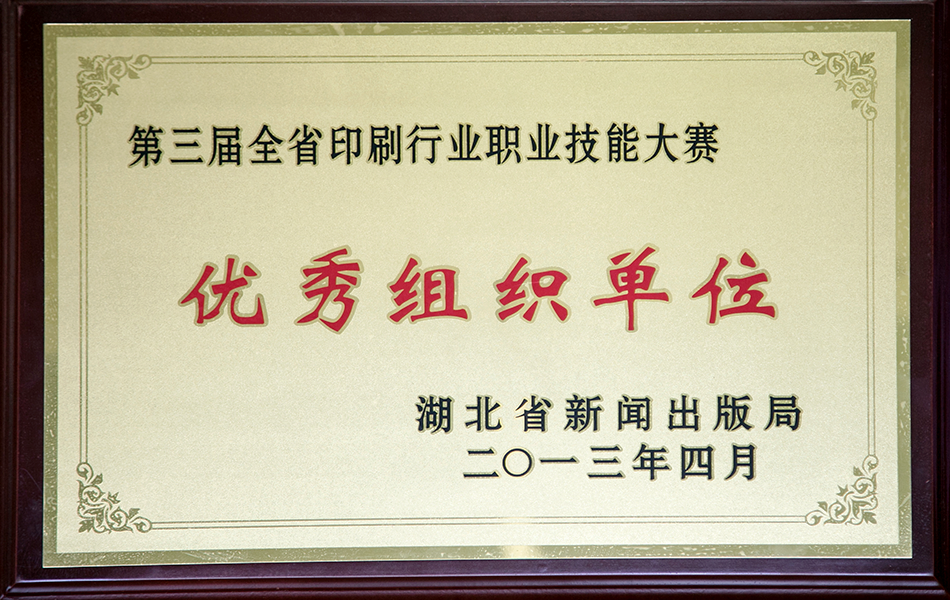 第三届全省印刷行业职业技能大赛
优秀组织单位
湖北省新闻出版局
二〇一三年四月